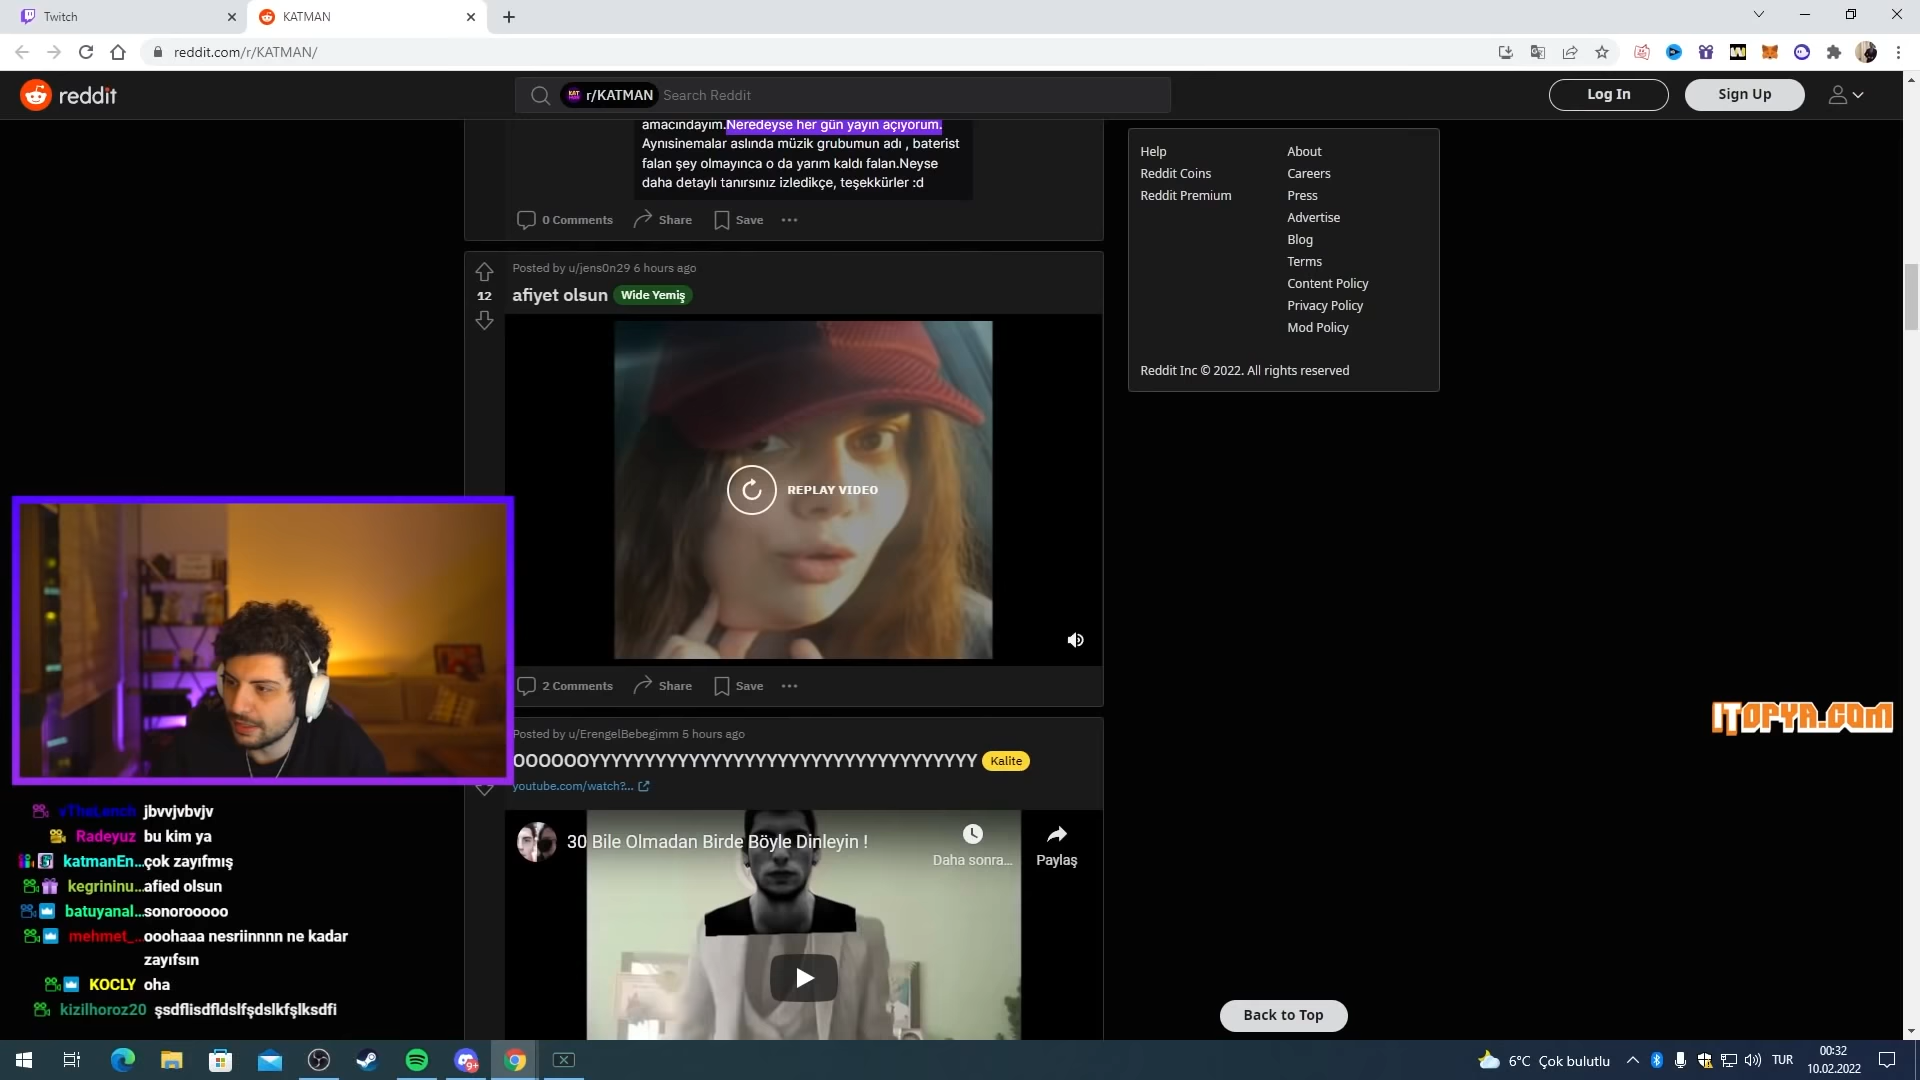 Twitch
KATMAN
reddit.com/r/KATMAN/
reddit
r/KATMAN
Search Reddit
Log In
Sign Up
amacındayım.Neredeyse her gün yayın açıyorum.
Aynısinemalar aslında müzik grubumun adı , baterist
falan şey olmayınca o da yarım kaldı falan.Neyse
daha detaylı tanırsınız izledikçe, teşekkürler :d
0 Comments
Share
Save
Help
About
Reddit Coins
Careers
Reddit Premium
Press
Advertise
Blog
Terms
Content Policy
Privacy Policy
Mod Policy
Reddit Inc © 2022. All rights reserved
Posted by u/jens0n29 6 hours ago
12
afiyet olsun
Wide Yemiş
REPLAY VIDEO
2 Comments
Share
Save
ITOPYA.COM
Posted by u/ErengelBebegimm 5 hours ago
OOOOOOYYYYYYYYYYYYYYYYYYYYYYYYYYYYYYYYYYYY
Kalite
youtube.com/watch?...
30 Bile Olmadan Birde Böyle Dinleyin !
Daha sonra...
Paylaş
vTheLench jbvvjvbvjv
Radeyuz bu kim ya
katmanEn...çok zayıfmış
kegrininu...afied olsun
batuyanal...sonorooooo
mehmet_...ooohaaa nesriinnnn ne kadar
zayıfsın
KOCLY oha
kizilhoroz20 şsdflisdfldslfşdslkfşlksdfi
Back to Top
6°C Çok bulutlu
TUR
00:32
10.02.2022